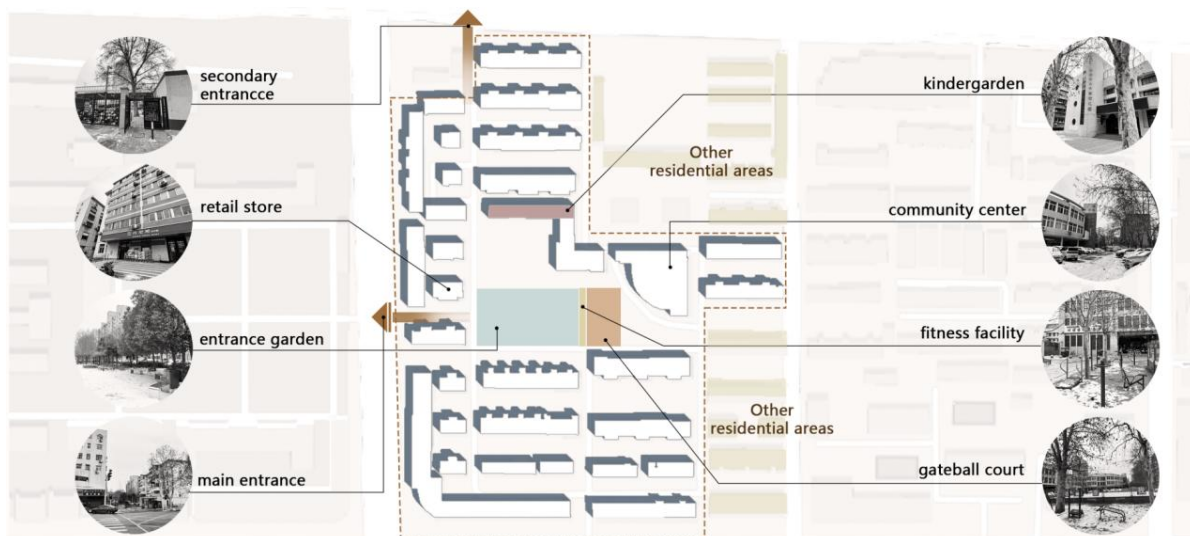 secondary
entrancce
retail store
entrance garden
main entrance
Other
residential areas
Other
residential areas
kindergarden
community center
fitness facility
gateball court